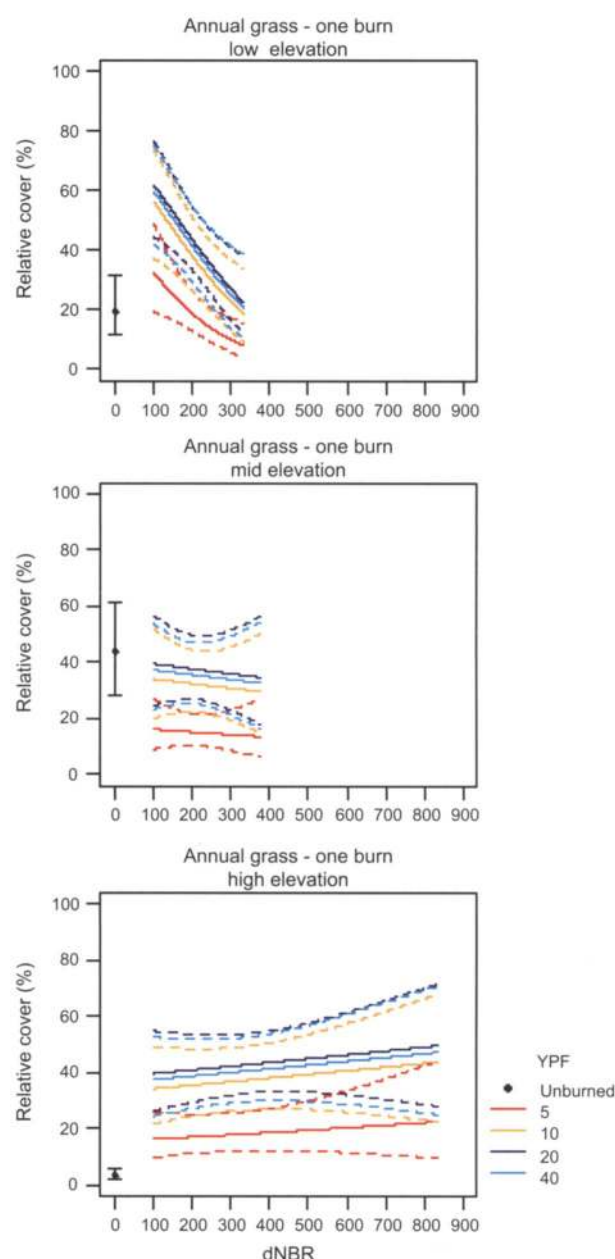 Annual grass - one burn
low elevation
Relative cover (%)
100
80
60
40
20
0
0 100 200 300 400 500 600 700 800 900
Annual grass - one burn
mid elevation
Relative cover (%)
100
80
60
40
20
0
0 100 200 300 400 500 600 700 800 900
Annual grass - one burn
high elevation
Relative cover (%)
100
80
60
40
20
0
0 100 200 300 400 500 600 700 800 900
dNBR
YPF
Unburned
5
10
20
40